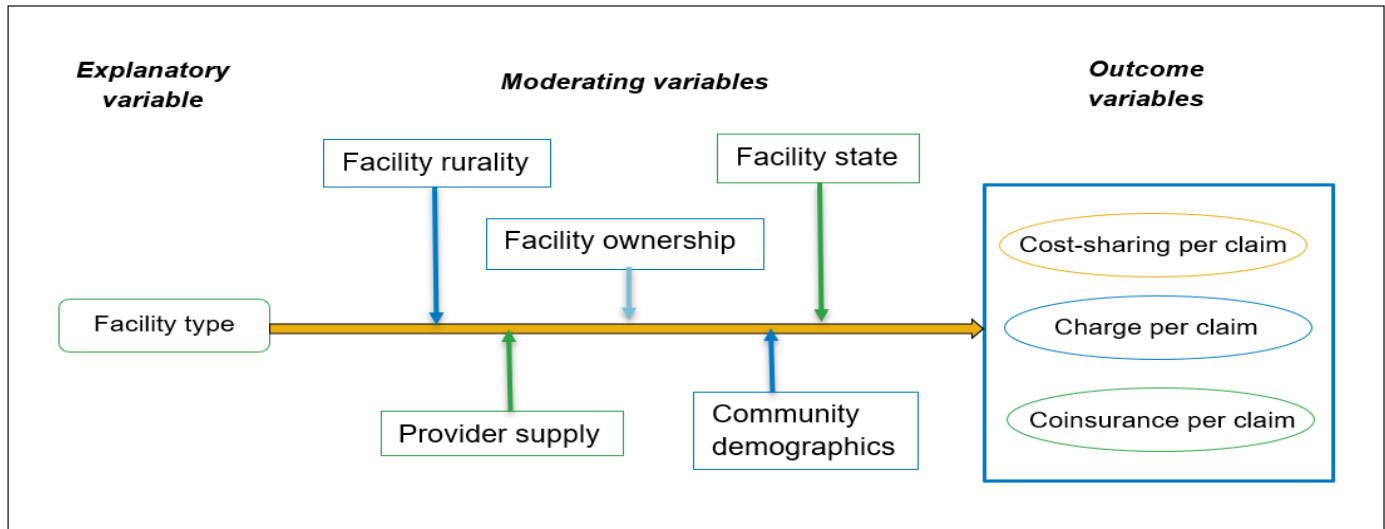 Explanatory
variable
Moderating variables
Outcome
variables
Facility rurality
Facility state
Facility ownership
Cost-sharing per claim
Facility type
Charge per claim
Provider supply
Community
demographics
Coinsurance per claim